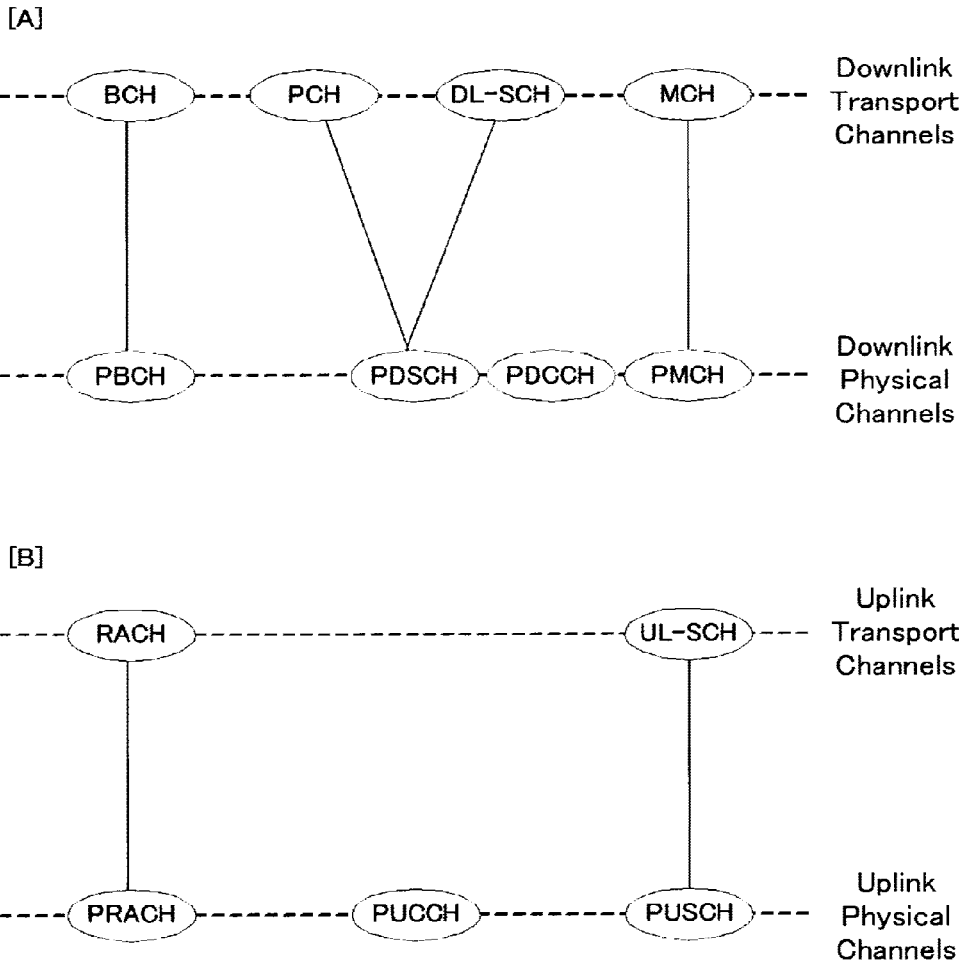 [A]
BCH PCH DL-SCH MCH
Downlink
Transport
Channels
PBCH PDSCH PDCCH PMCH
Downlink
Physical
Channels
[B]
RACH UL-SCH
Uplink
Transport
Channels
PRACH PUCCH PUSCH
Uplink
Physical
Channels